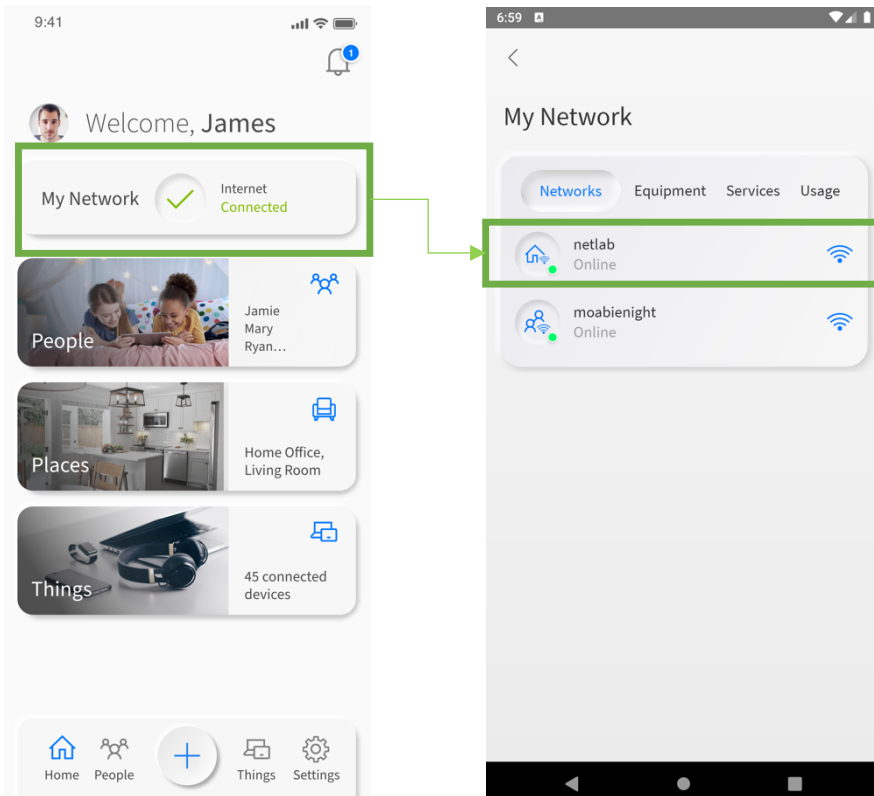 9:41
1
Welcome, James
My Network
Internet
Connected
People
Jamie
Mary
Ryan...
Places
Home Office,
Living Room
Things
45 connected
devices
Home
People
Things
Settings
6:59 A
My Network
Networks Equipment Services Usage
netlab
Online
moabienight
Online